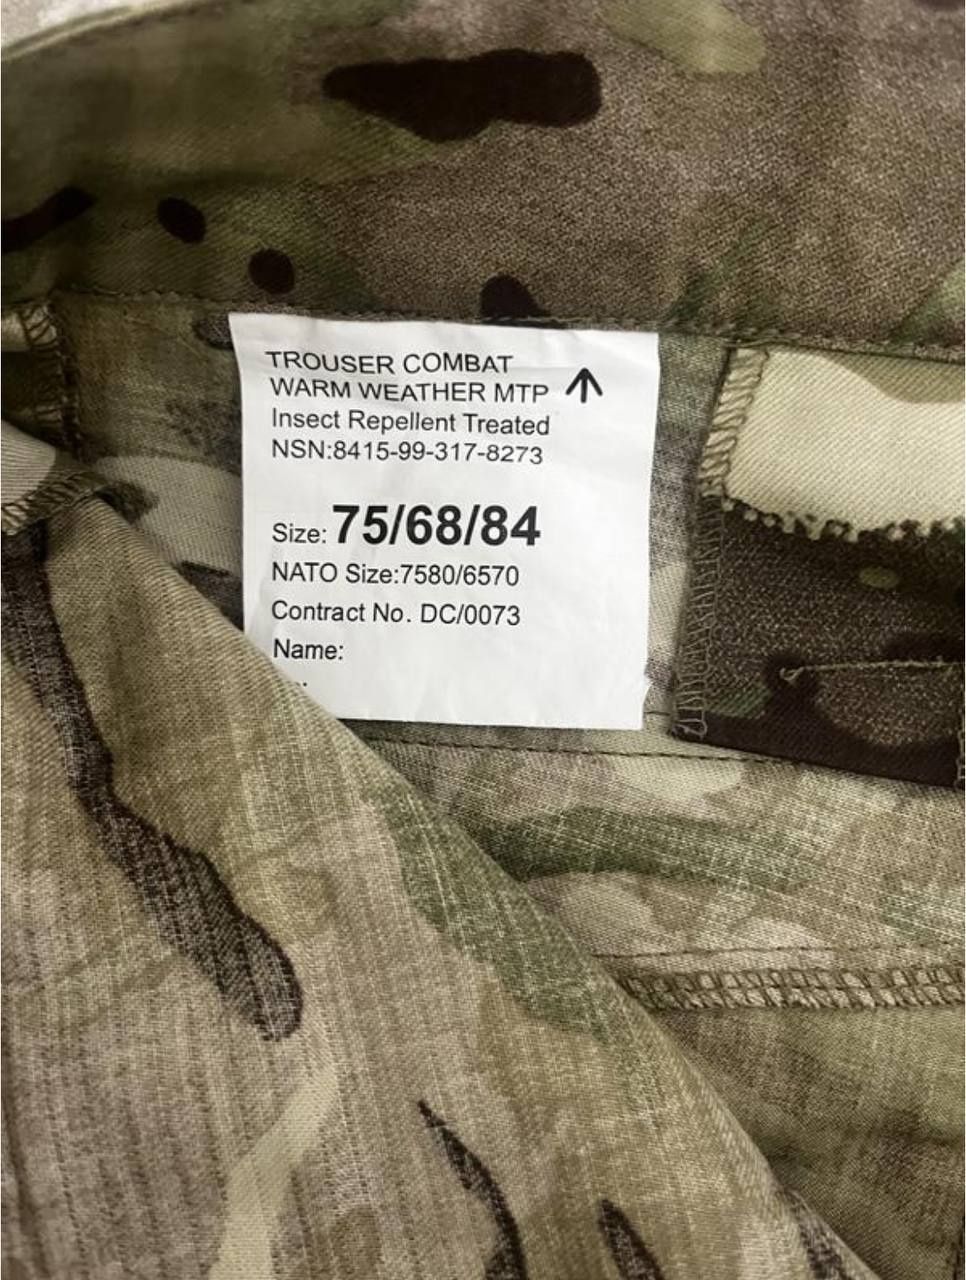 TROUSER COMBAT
WARM WEATHER MTP
Insect Repellent Treated
NSN:8415-99-317-8273
Size: 75/68/84
NATO Size:7580/6570
Contract No. DC/0073
Name: